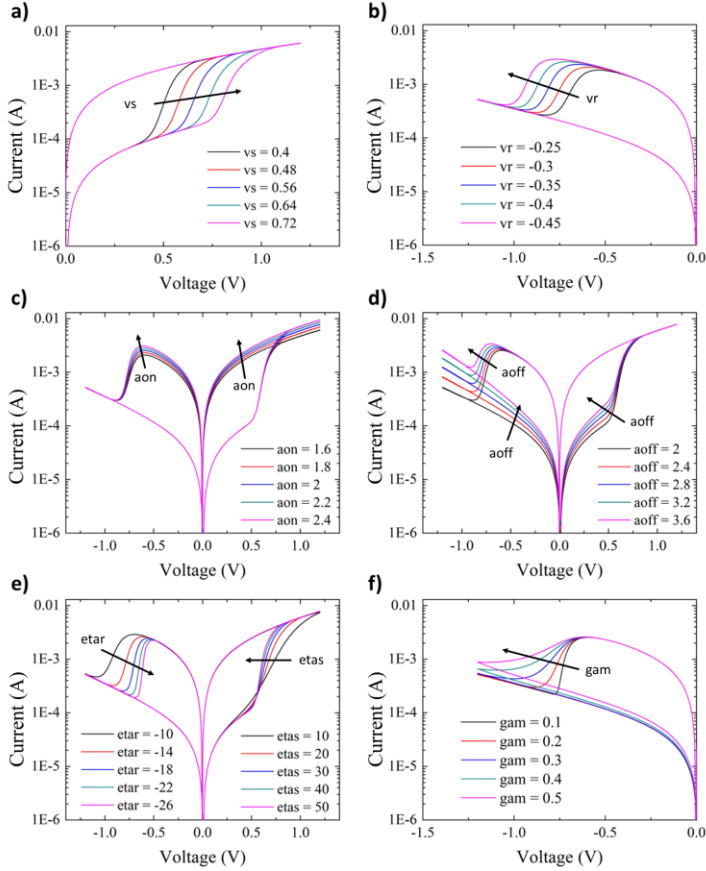 a)
0.01
1E-3
1E-4
1E-5
1E-6
Current (A)
vs
vs = 0.4
vs = 0.48
vs = 0.56
vs = 0.64
vs = 0.72
0.0
0.5
1.0
Voltage (V)
b)
0.01
1E-3
1E-4
1E-5
1E-6
Current (A)
vr
vr = -0.25
vr = -0.3
vr = -0.35
vr = -0.4
vr = -0.45
-1.5
-1.0
-0.5
0.0
Voltage (V)
c)
0.01
1E-3
1E-4
1E-5
1E-6
Current (A)
aon
aon
aon = 1.6
aon = 1.8
aon = 2
aon = 2.2
aon = 2.4
-1.0
-0.5
0.0
0.5
1.0
Voltage (V)
d)
0.01
1E-3
1E-4
1E-5
1E-6
Current (A)
aoff
aoff
aoff
aoff = 2
aoff = 2.4
aoff = 2.8
aoff = 3.2
aoff = 3.6
-1.0
-0.5
0.0
0.5
1.0
Voltage (V)
e)
0.01
1E-3
1E-4
1E-5
1E-6
Current (A)
etar
etas
etar = -10
etar = -14
etar = -18
etar = -22
etar = -26
etas = 10
etas = 20
etas = 30
etas = 40
etas = 50
-1.0
-0.5
0.0
0.5
1.0
Voltage (V)
f)
0.01
1E-3
1E-4
1E-5
1E-6
Current (A)
gam
gam = 0.1
gam = 0.2
gam = 0.3
gam = 0.4
gam = 0.5
-1.5
-1.0
-0.5
0.0
Voltage (V)